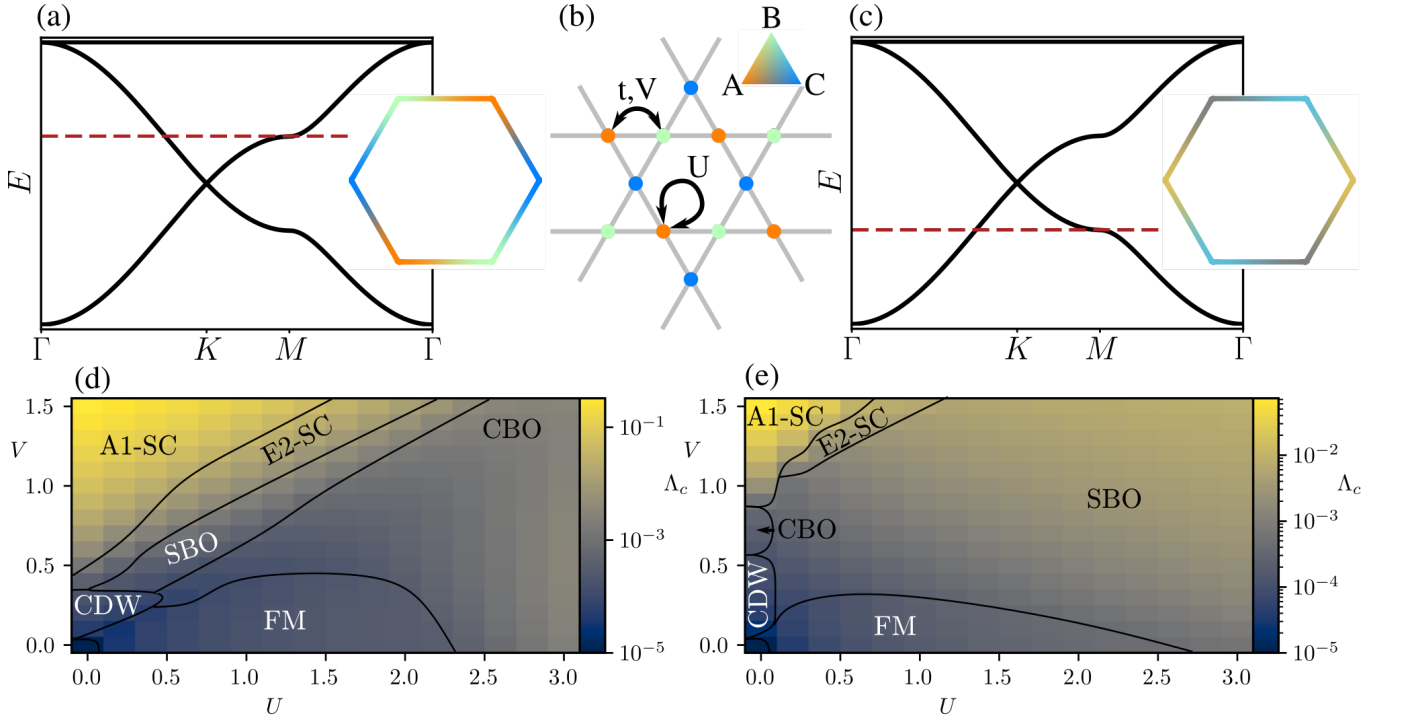 (a)
E
Γ
K
M
Γ
(b)
t,V
U
A
B
C
(c)
E
Γ
K
M
Γ
(d)
V
1.5
1.0
0.5
0.0
A1-SC
E2-SC
CBO
SBO
CDW
FM
0.0
0.5
1.0
1.5
2.0
2.5
3.0
U
Λc
10⁻¹
10⁻³
10⁻⁵
(e)
V
1.5
1.0
0.5
0.0
A1-SC
E2-SC
SBO
CBO
CDW
FM
0.0
0.5
1.0
1.5
2.0
2.5
3.0
U
Λc
10⁻²
10⁻³
10⁻⁴
10⁻⁵